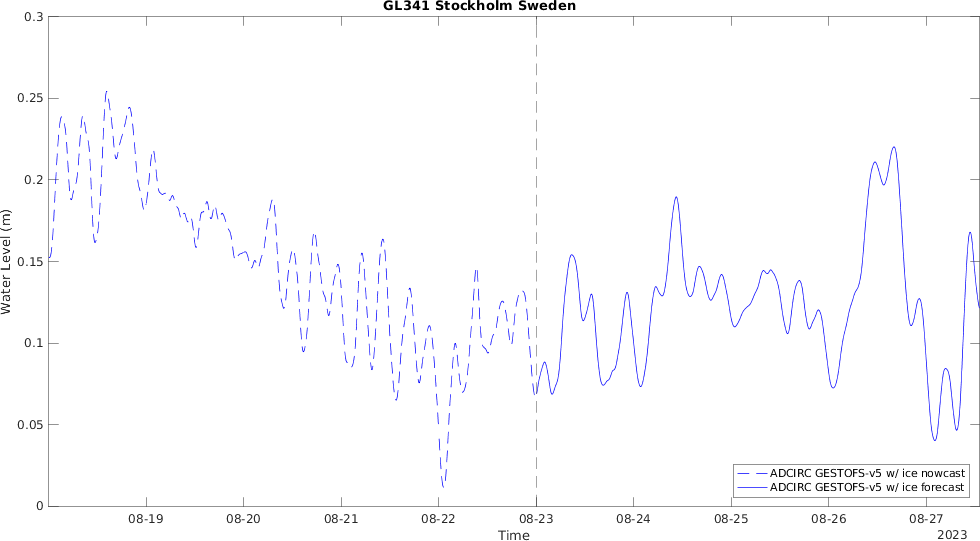 GL341 Stockholm Sweden
0.3
0.25
0.2
0.15
0.1
0.05
0
Water Level (m)
08-19 08-20 08-21 08-22 08-23 08-24 08-25 08-26 08-27
Time
2023
ADCIRC GESTOFS-v5 w/ ice nowcast
ADCIRC GESTOFS-v5 w/ ice forecast